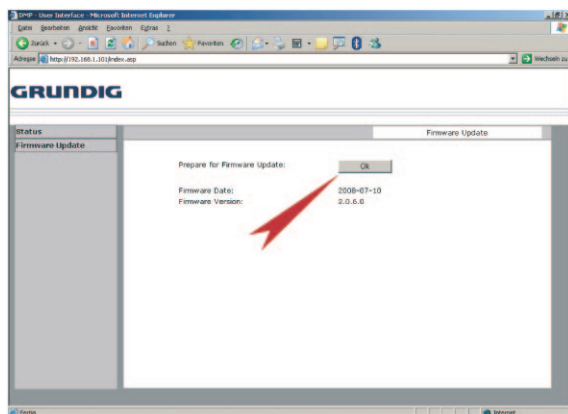 DMP - User Interface - Microsoft Internet Explorer
Datei Bearbeiten Ansicht Favoriten Extras ?
Zurück Suchen Favoriten
Adresse http://192.168.1.101/index.asp Wechseln zu
GRUNDIG
Status
Firmware Update
Firmware Update
Prepare for Firmware Update: Ok
Firmware Date: 2008-07-10
Firmware Version: 2.0.6.0
Fertig Internet